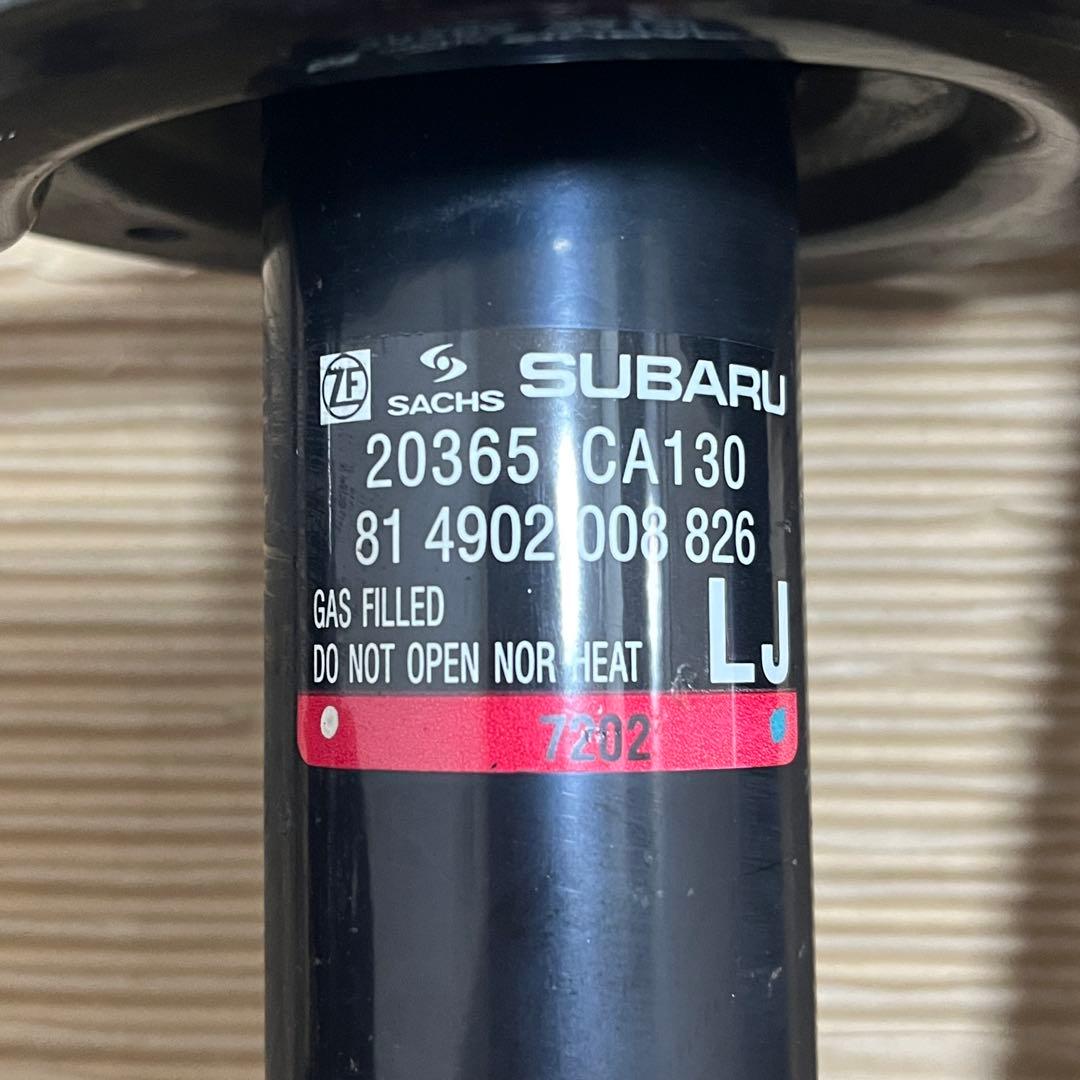 ZF SACHS SUBARU
20365 CA130
81 4902 008 826
GAS FILLED
DO NOT OPEN NOR HEAT LJ
7202